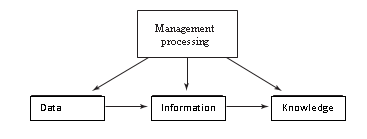 Management
processing
Data
Information
Knowledge